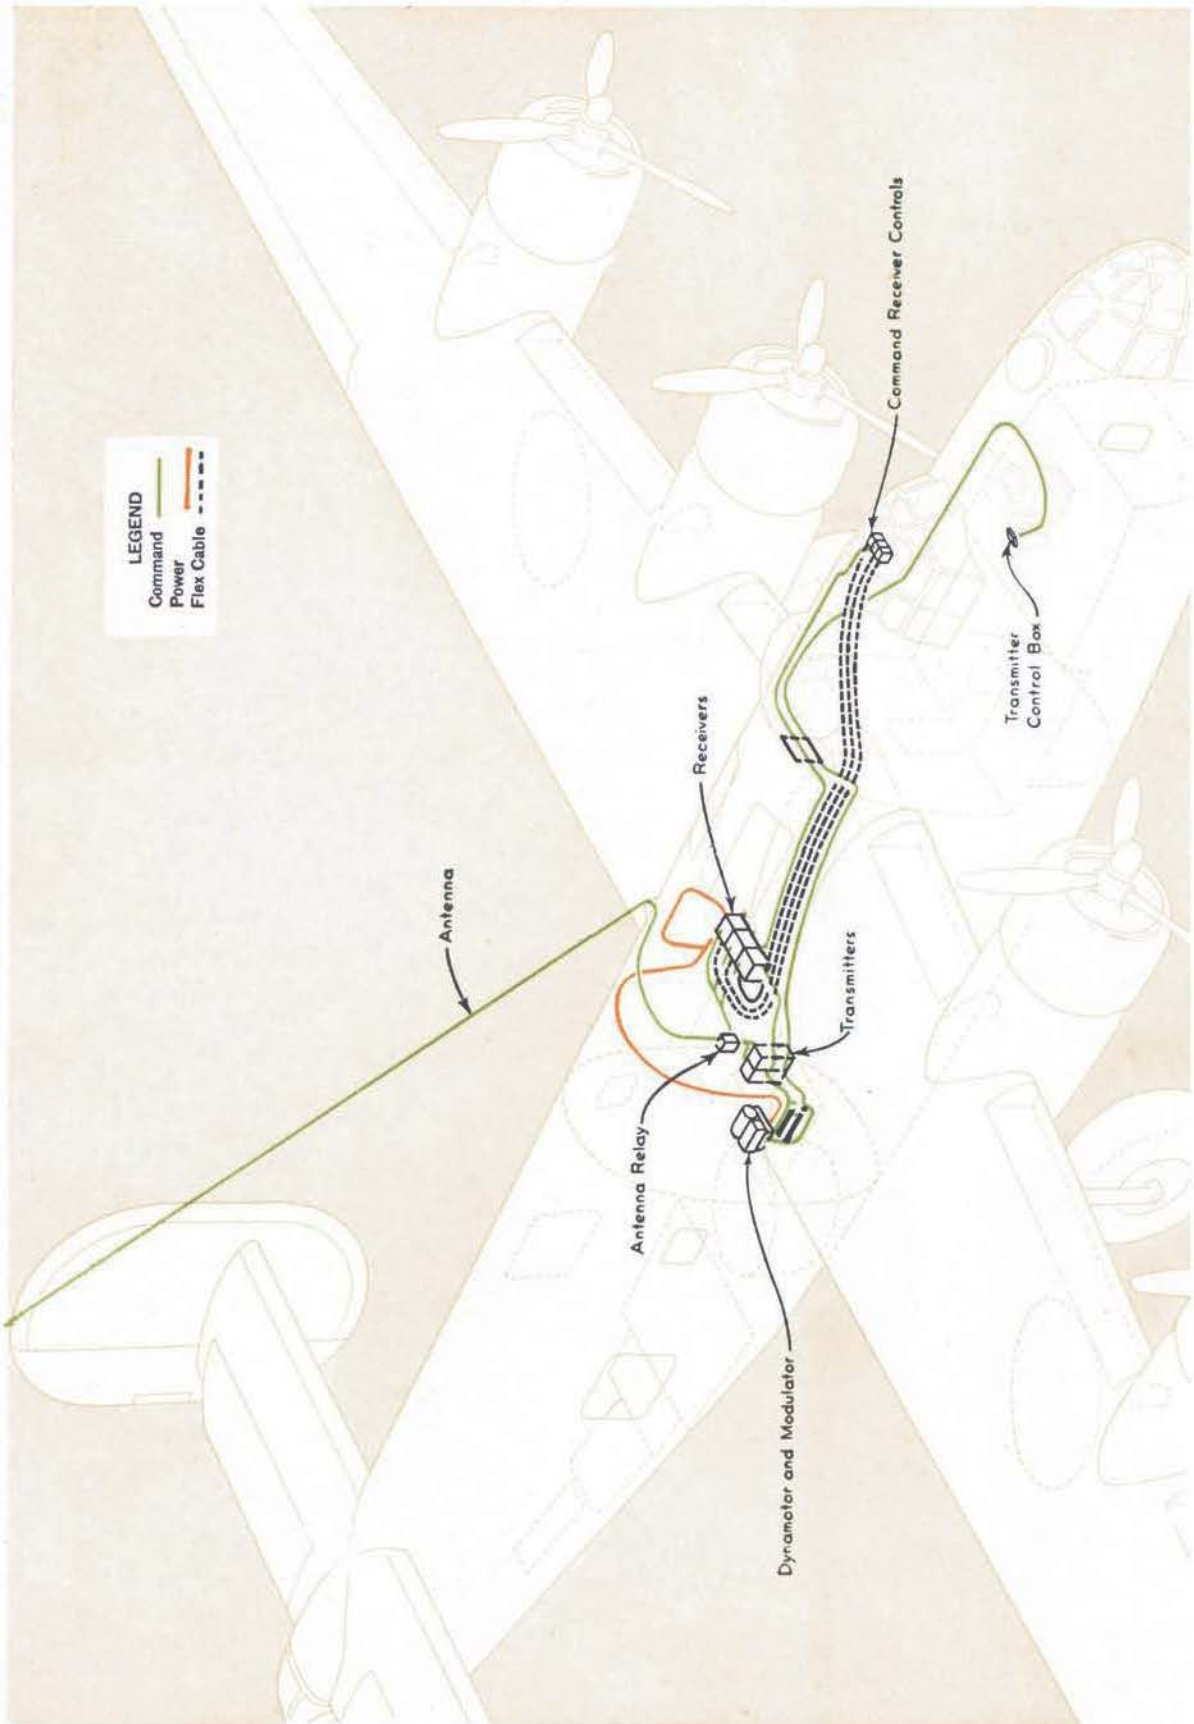 LEGEND
Command
Power
Flex Cable
Antenna
Receivers
Command Receiver Controls
Transmitter
Control Box
Transmitters
Antenna Relay
Dynamotor and Modulator